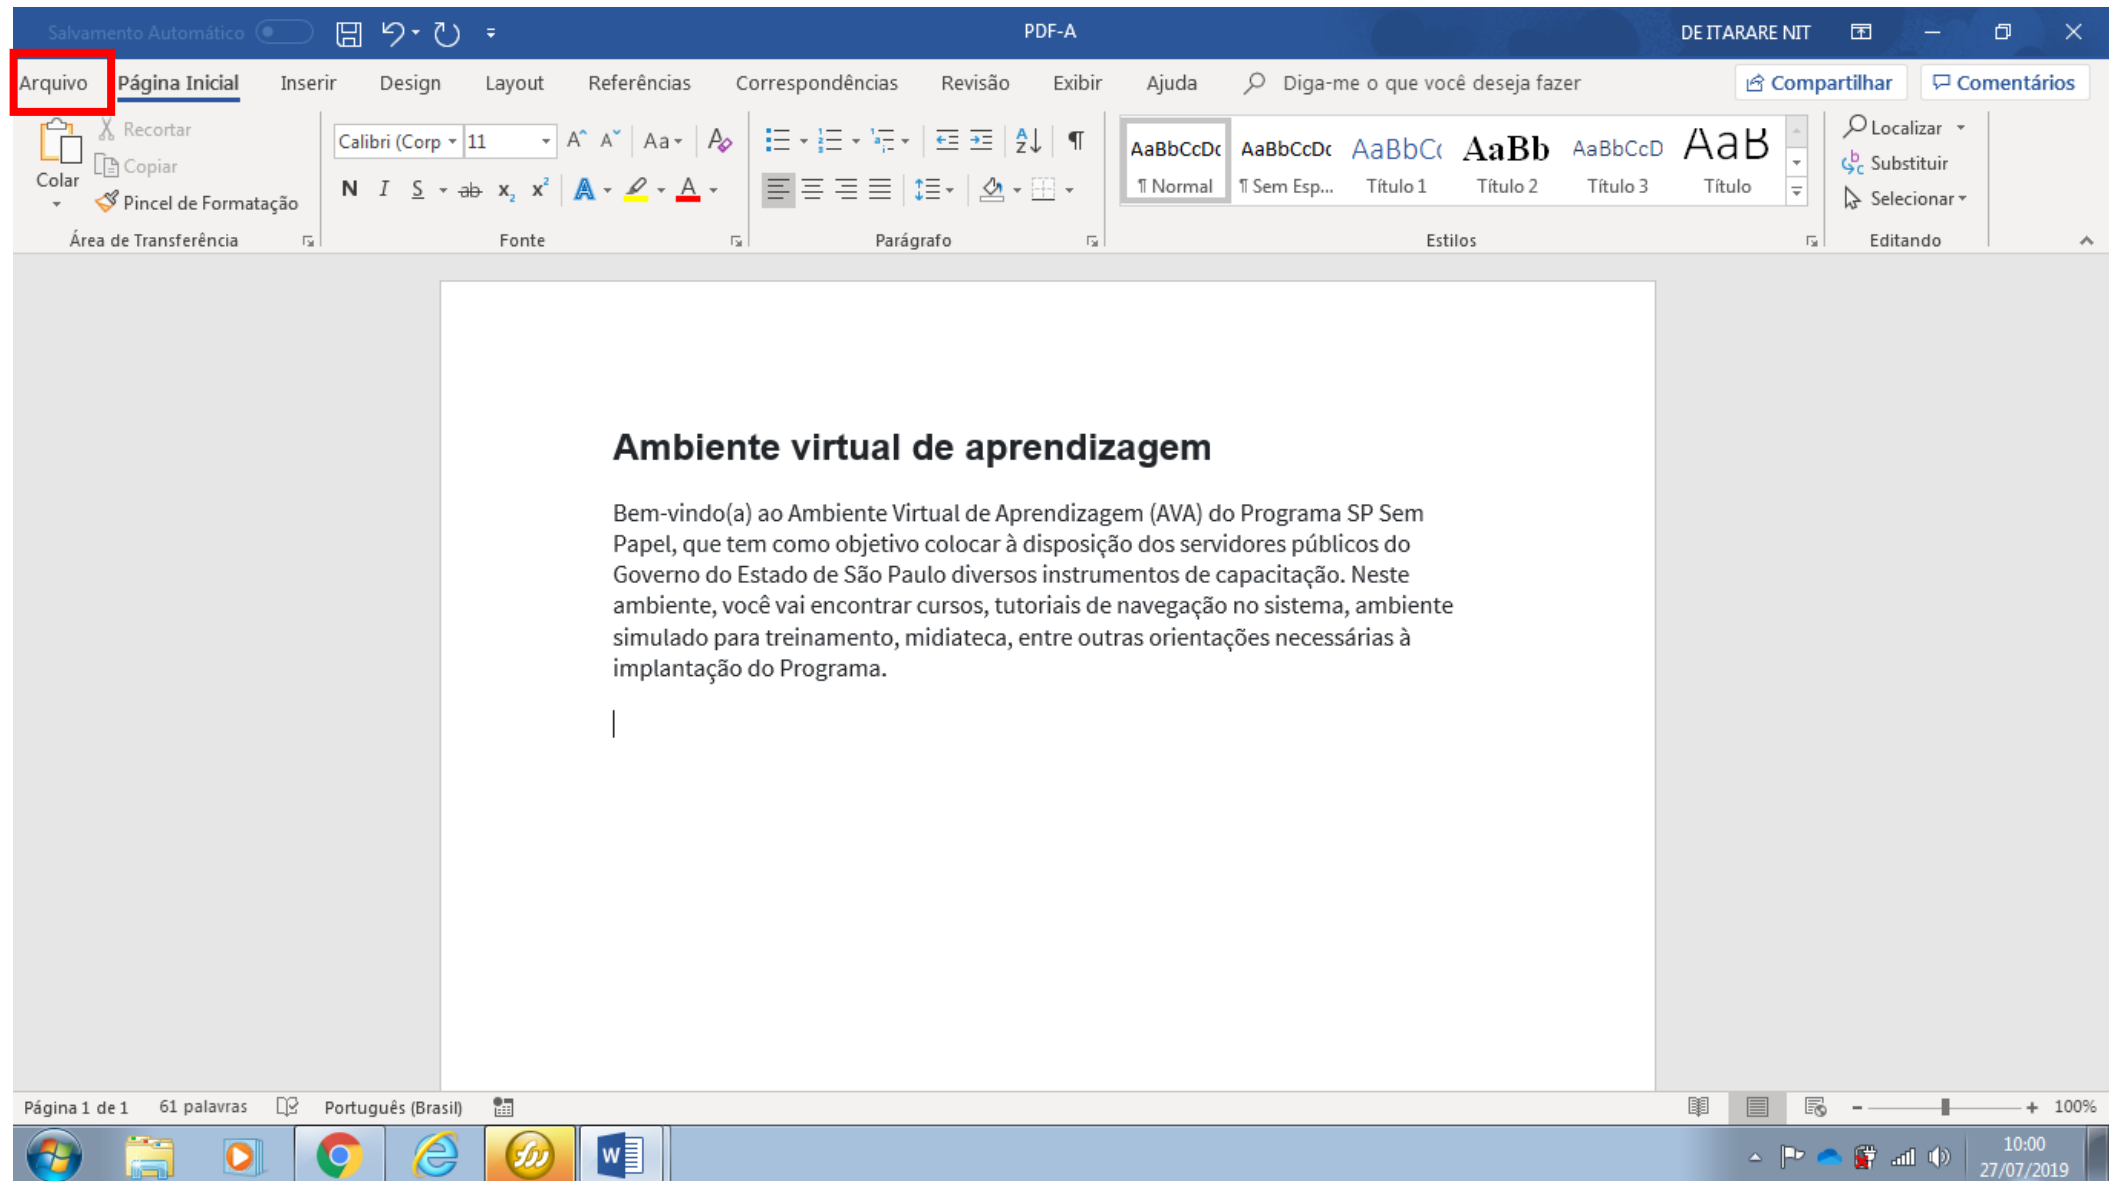 Salvamento Automático
PDF-A
DE ITARARE NIT
Arquivo Página Inicial Inserir Design Layout Referências Correspondências Revisão Exibir Ajuda Diga-me o que você deseja fazer Compartilhar Comentários
Recortar
Copiar
Colar
Pincel de Formatação
Área de Transferência
Calibri (Corp 11
N I S ab x₂ x²
Fonte
Parágrafo
AaBbCcDc AaBbCcDc AaBbC AaBb AaBbCcD AaB
¶ Normal ¶ Sem Esp... Título 1 Título 2 Título 3 Título
Estilos
Localizar
Substituir
Selecionar
Editando
Ambiente virtual de aprendizagem
Bem-vindo(a) ao Ambiente Virtual de Aprendizagem (AVA) do Programa SP Sem
Papel, que tem como objetivo colocar à disposição dos servidores públicos do
Governo do Estado de São Paulo diversos instrumentos de capacitação. Neste
ambiente, você vai encontrar cursos, tutoriais de navegação no sistema, ambiente
simulado para treinamento, midiateca, entre outras orientações necessárias à
implantação do Programa.
Página 1 de 1 61 palavras Português (Brasil) 100%
10:00
27/07/2019